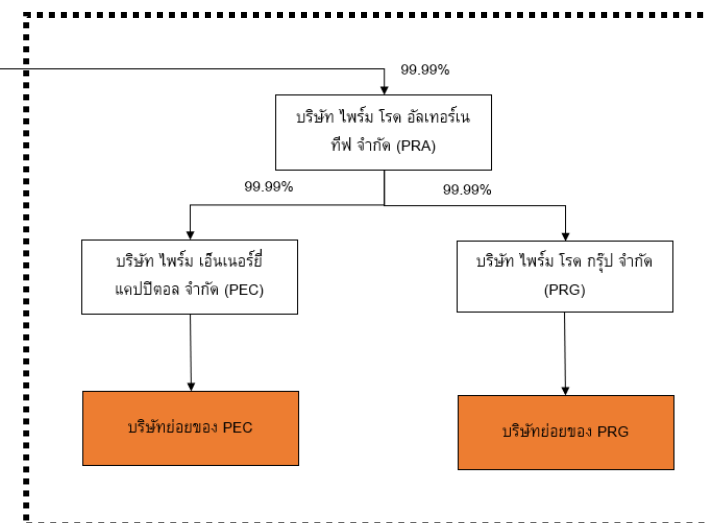 99.99%
บริษัท ไพร์ม โรด อัลเทอร์เน
ทีฟ จำกัด (PRA)
99.99%
99.99%
บริษัท ไพร์ม เอ็นเนอร์ยี่
แคปปิตอล จำกัด (PEC)
บริษัท ไพร์ม โรด กรุ๊ป จำกัด
(PRG)
บริษัทย่อยของ PEC
บริษัทย่อยของ PRG